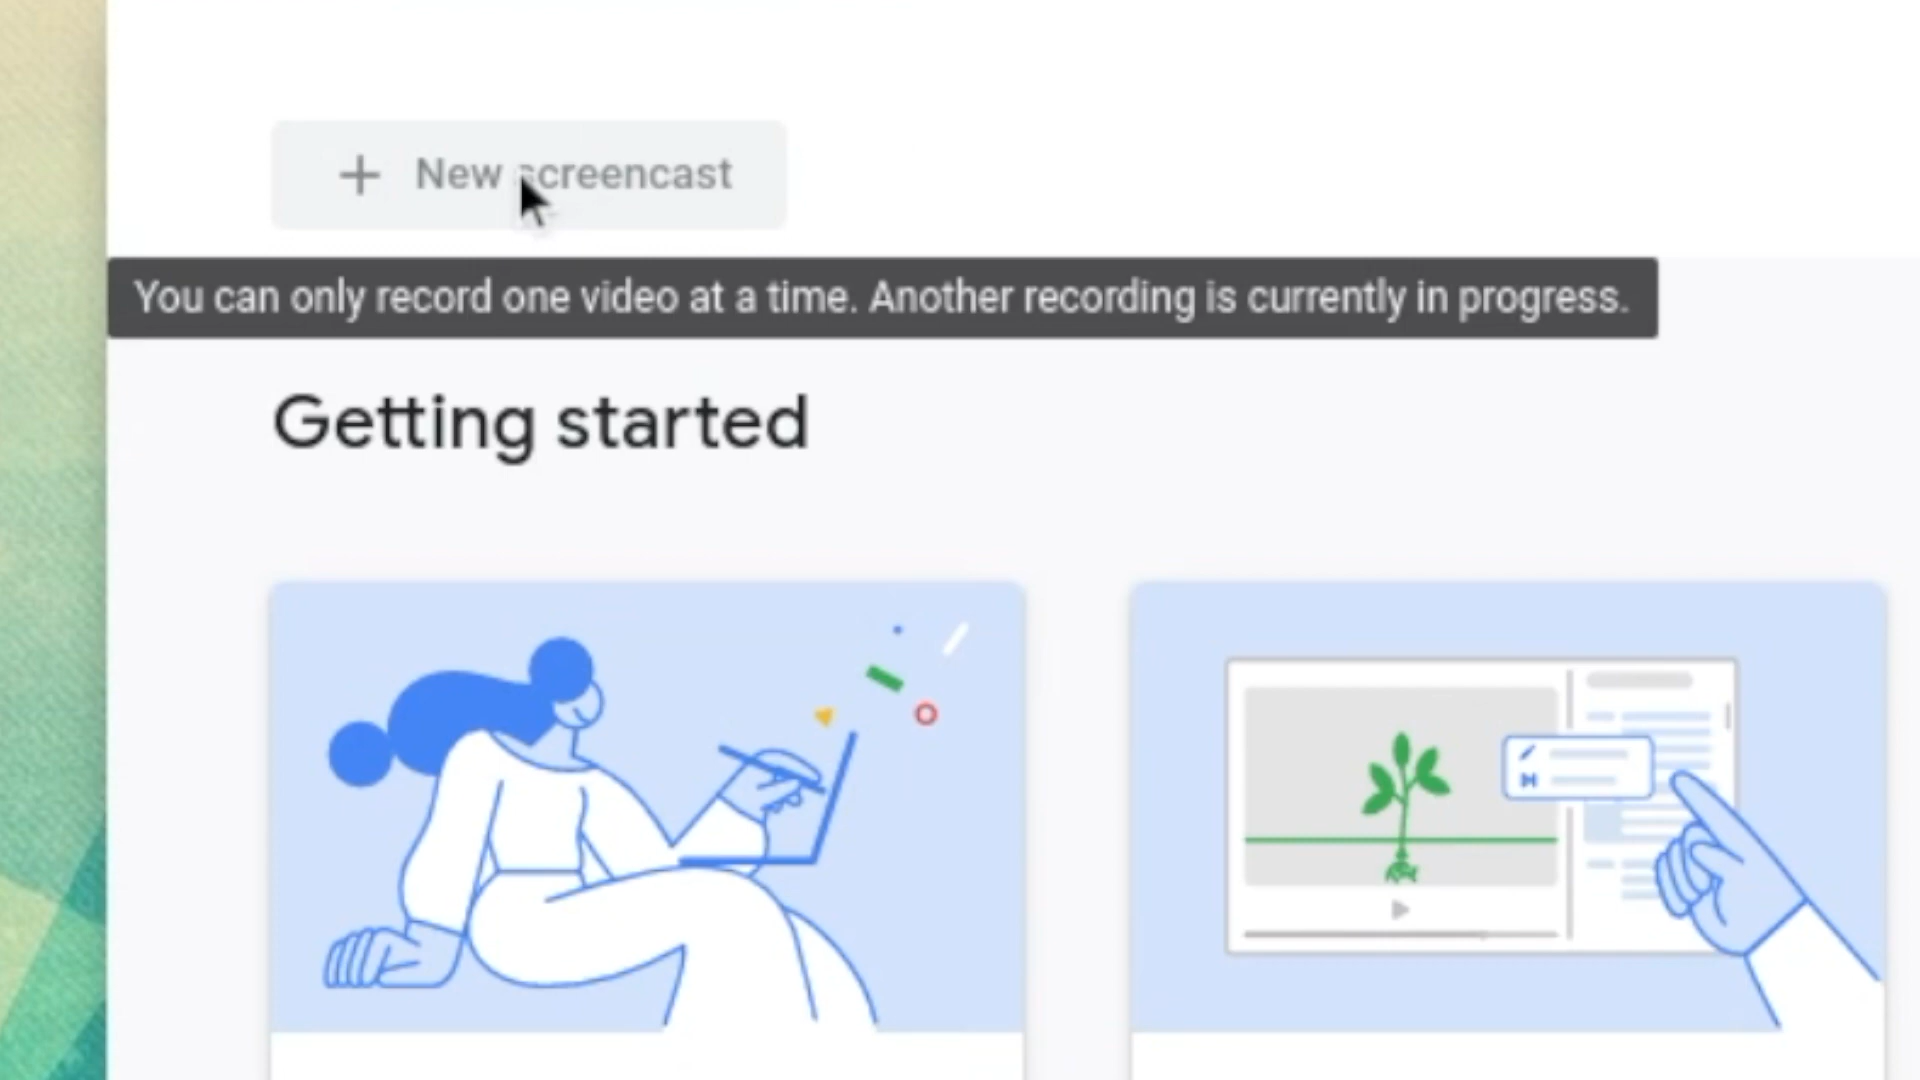 New screencast
You can only record one video at a time. Another recording is currently in progress.
Getting started